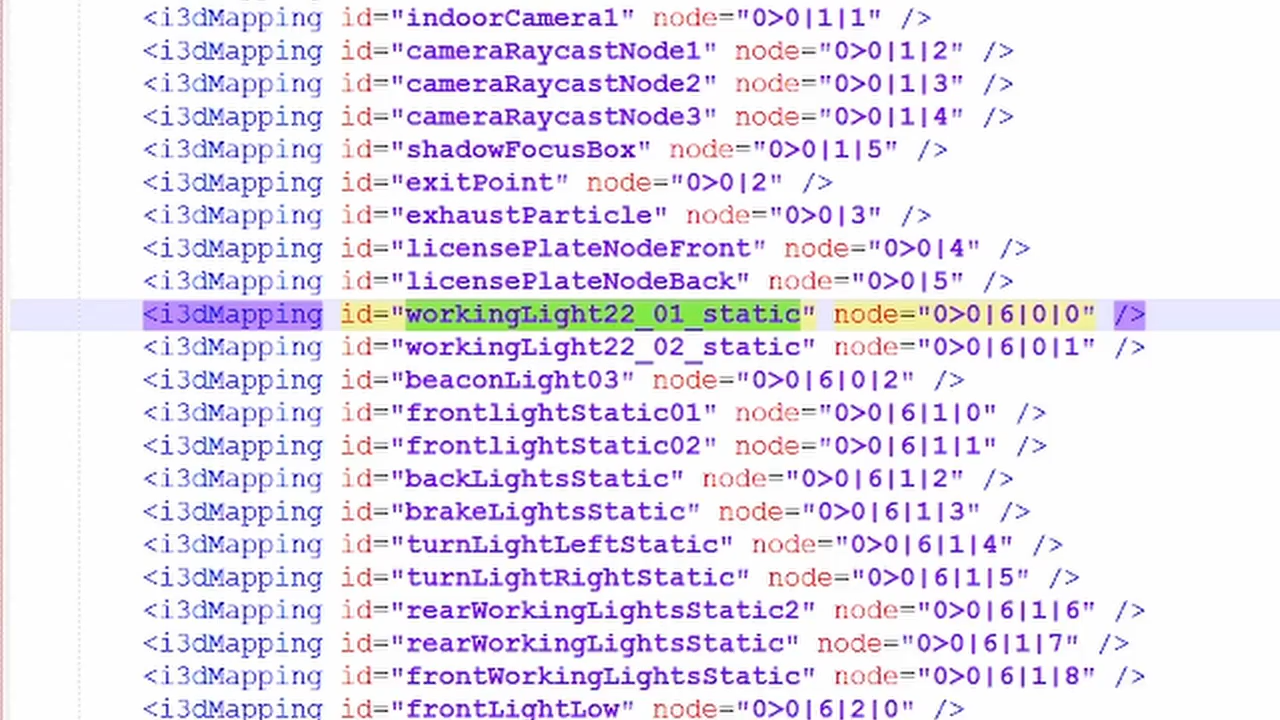 <i3dMapping id="indoorCamera1" node="0>0|1|1" />
<i3dMapping id="cameraRaycastNode1" node="0>0|1|2" />
<i3dMapping id="cameraRaycastNode2" node="0>0|1|3" />
<i3dMapping id="cameraRaycastNode3" node="0>0|1|4" />
<i3dMapping id="shadowFocusBox" node="0>0|1|5" />
<i3dMapping id="exitPoint" node="0>0|2" />
<i3dMapping id="exhaustParticle" node="0>0|3" />
<i3dMapping id="licensePlateNodeFront" node="0>0|4" />
<i3dMapping id="licensePlateNodeBack" node="0>0|5" />
<i3dMapping id="workingLight22_01_static" node="0>0|6|0|0" />
<i3dMapping id="workingLight22_02_static" node="0>0|6|0|1" />
<i3dMapping id="beaconLight03" node="0>0|6|0|2" />
<i3dMapping id="frontlightStatic01" node="0>0|6|1|0" />
<i3dMapping id="frontlightStatic02" node="0>0|6|1|1" />
<i3dMapping id="backLightsStatic" node="0>0|6|1|2" />
<i3dMapping id="brakeLightsStatic" node="0>0|6|1|3" />
<i3dMapping id="turnLightLeftStatic" node="0>0|6|1|4" />
<i3dMapping id="turnLightRightStatic" node="0>0|6|1|5" />
<i3dMapping id="rearWorkingLightsStatic2" node="0>0|6|1|6" />
<i3dMapping id="rearWorkingLightsStatic" node="0>0|6|1|7" />
<i3dMapping id="frontWorkingLightsStatic" node="0>0|6|1|8" />
<i3dMapping id="frontLightLow" node="0>0|6|2|0" />